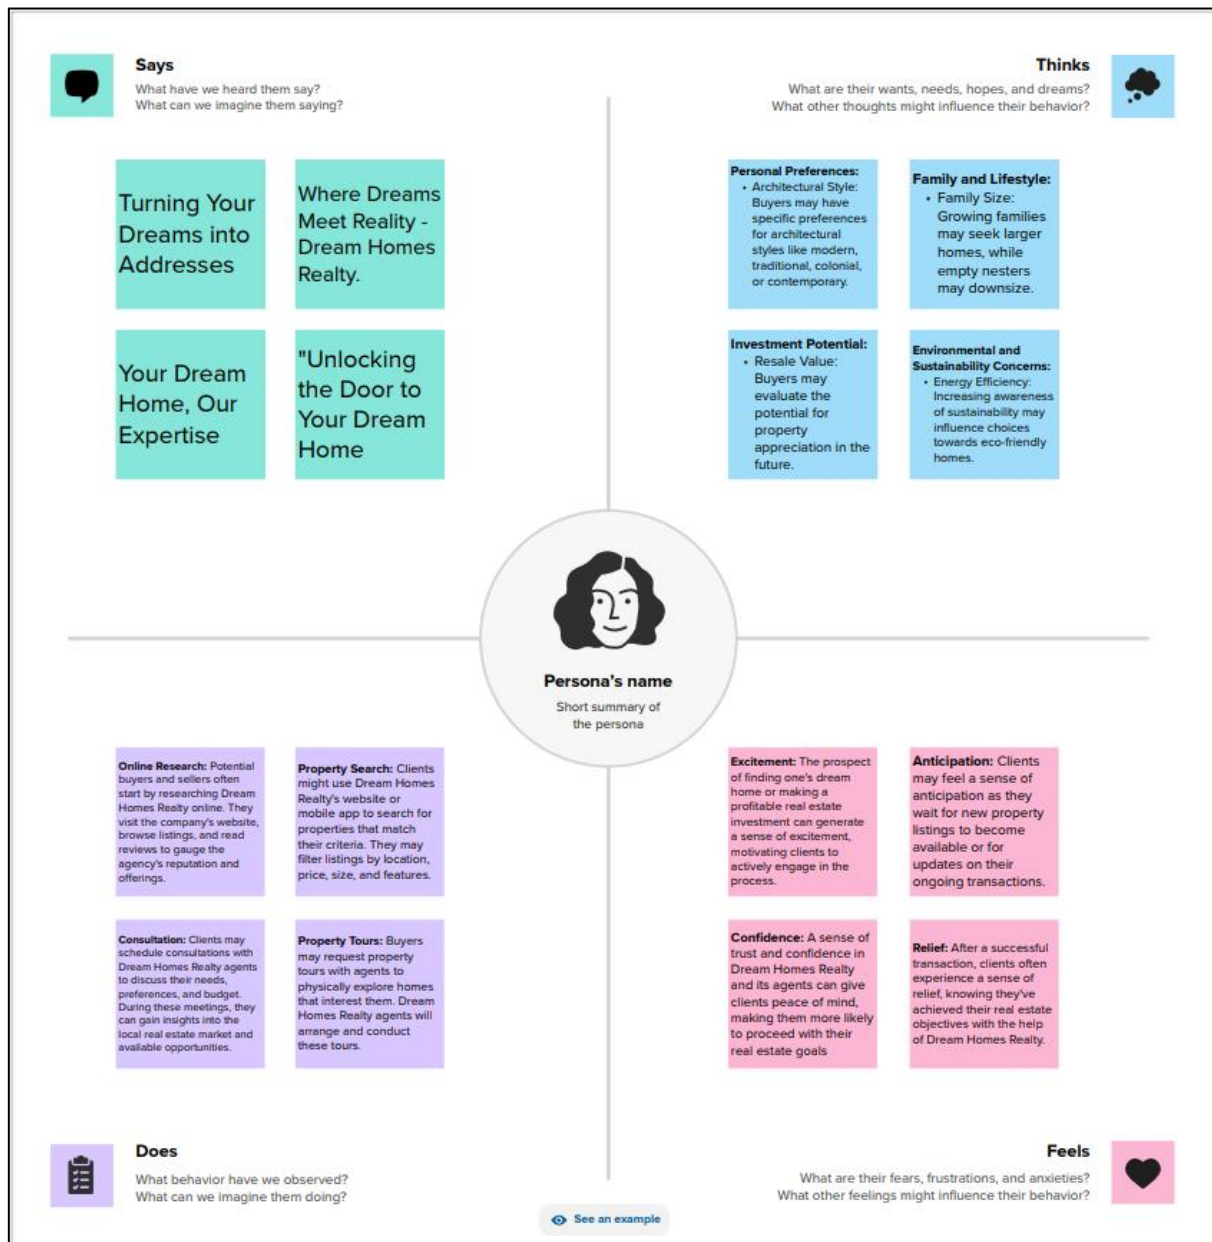 Says
What have we heard them say?
What can we imagine them saying?
Thinks
What are their wants, needs, hopes, and dreams?
What other thoughts might influence their behavior?
Turning Your
Dreams into
Addresses
Where Dreams
Meet Reality -
Dream Homes
Realty.
Your Dream
Home, Our
Expertise
"Unlocking
the Door to
Your Dream
Home
Personal Preferences:
• Architectural Style:
Buyers may have
specific preferences
for architectural
styles like modern,
traditional, colonial,
or contemporary.
Family and Lifestyle:
• Family Size:
Growing families
may seek larger
homes, while
empty nesters
may downsize.
Investment Potential:
• Resale Value:
Buyers may
evaluate the
potential for
property
appreciation in the
future.
Environmental and
Sustainability Concerns:
• Energy Efficiency:
Increasing awareness
of sustainability may
influence choices
towards eco-friendly
homes.
Persona's name
Short summary of
the persona
Online Research: Potential
buyers and sellers often
start by researching Dream
Homes Realty online. They
visit the company's website,
browse listings, and read
reviews to gauge the
agency's reputation and
offerings.
Property Search: Clients
might use Dream Homes
Realty's website or
mobile app to search for
properties that match
their criteria. They may
filter listings by location,
price, size, and features.
Consultation: Clients may
schedule consultations with
Dream Homes Realty agents
to discuss their needs,
preferences, and budget.
During these meetings, they
can gain insights into the
local real estate market and
available opportunities.
Property Tours: Buyers
may request property
tours with agents to
physically explore homes
that interest them. Dream
Homes Realty agents will
arrange and conduct
these tours.
Excitement: The prospect
of finding one's dream
home or making a
profitable real estate
investment can generate
a sense of excitement,
motivating clients to
actively engage in the
process.
Anticipation: Clients
may feel a sense of
anticipation as they
wait for new property
listings to become
available or for
updates on their
ongoing transactions.
Confidence: A sense of
trust and confidence in
Dream Homes Realty
and its agents can give
clients peace of mind,
making them more likely
to proceed with their
real estate goals
Relief: After a successful
transaction, clients often
experience a sense of
relief, knowing they've
achieved their real estate
objectives with the help
of Dream Homes Realty.
Does
What behavior have we observed?
What can we imagine them doing?
Feels
What are their fears, frustrations, and anxieties?
What other feelings might influence their behavior?
See an example